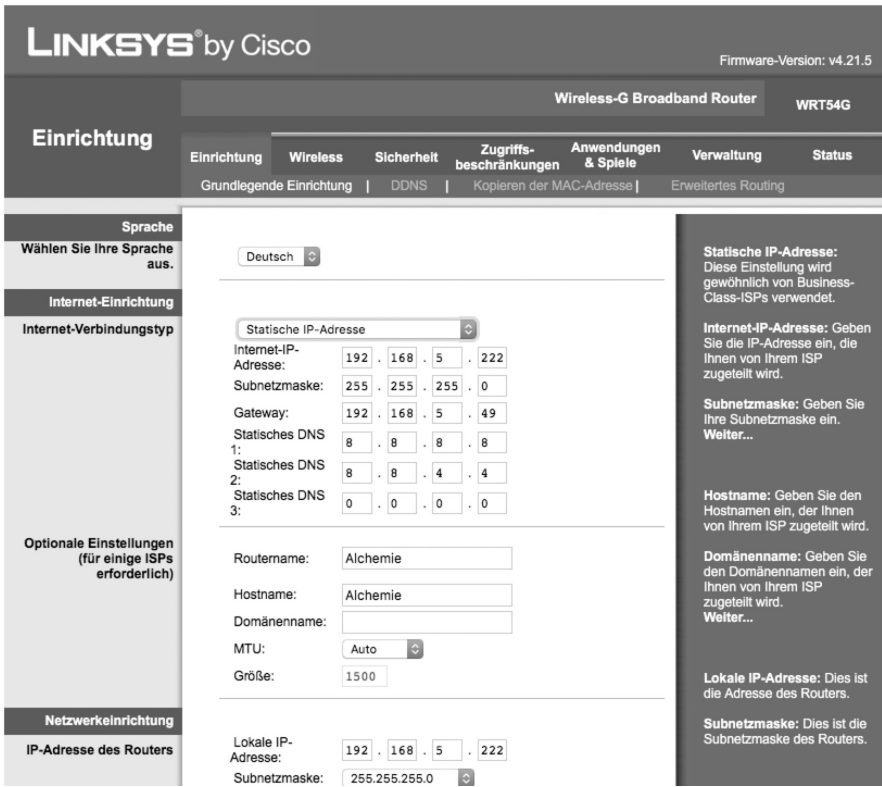 LINKSYS® by Cisco
Firmware-Version: v4.21.5
Wireless-G Broadband Router WRT54G
Einrichtung
Einrichtung Wireless Sicherheit Zugriffs-beschränkungen Anwendungen & Spiele Verwaltung Status
Grundlegende Einrichtung | DDNS | Kopieren der MAC-Adresse | Erweitertes Routing
Sprache
Wählen Sie Ihre Sprache
aus.
Deutsch
Internet-Einrichtung
Internet-Verbindungstyp
Statische IP-Adresse
Internet-IP-
Adresse: 192 . 168 . 5 . 222
Subnetzmaske: 255 . 255 . 255 . 0
Gateway: 192 . 168 . 5 . 49
Statisches DNS
1: 8 . 8 . 8 . 8
Statisches DNS
2: 8 . 8 . 4 . 4
Statisches DNS
3: 0 . 0 . 0 . 0
Optionale Einstellungen
(für einige ISPs
erforderlich)
Routername: Alchemie
Hostname: Alchemie
Domänenname:
MTU: Auto
Größe: 1500
Netzwerkeinrichtung
IP-Adresse des Routers
Lokale IP-
Adresse: 192 . 168 . 5 . 222
Subnetzmaske: 255.255.255.0
Statische IP-Adresse:
Diese Einstellung wird
gewöhnlich von Business-
Class-ISPs verwendet.
Internet-IP-Adresse: Geben
Sie die IP-Adresse ein, die
Ihnen von Ihrem ISP
zugeteilt wird.
Subnetzmaske: Geben Sie
Ihre Subnetzmaske ein.
Weiter...
Hostname: Geben Sie den
Hostnamen ein, der Ihnen
von Ihrem ISP zugeteilt wird.
Domänenname: Geben Sie
den Domänennamen ein, der
Ihnen von Ihrem ISP
zugeteilt wird.
Weiter...
Lokale IP-Adresse: Dies ist
die Adresse des Routers.
Subnetzmaske: Dies ist die
Subnetzmaske des Routers.